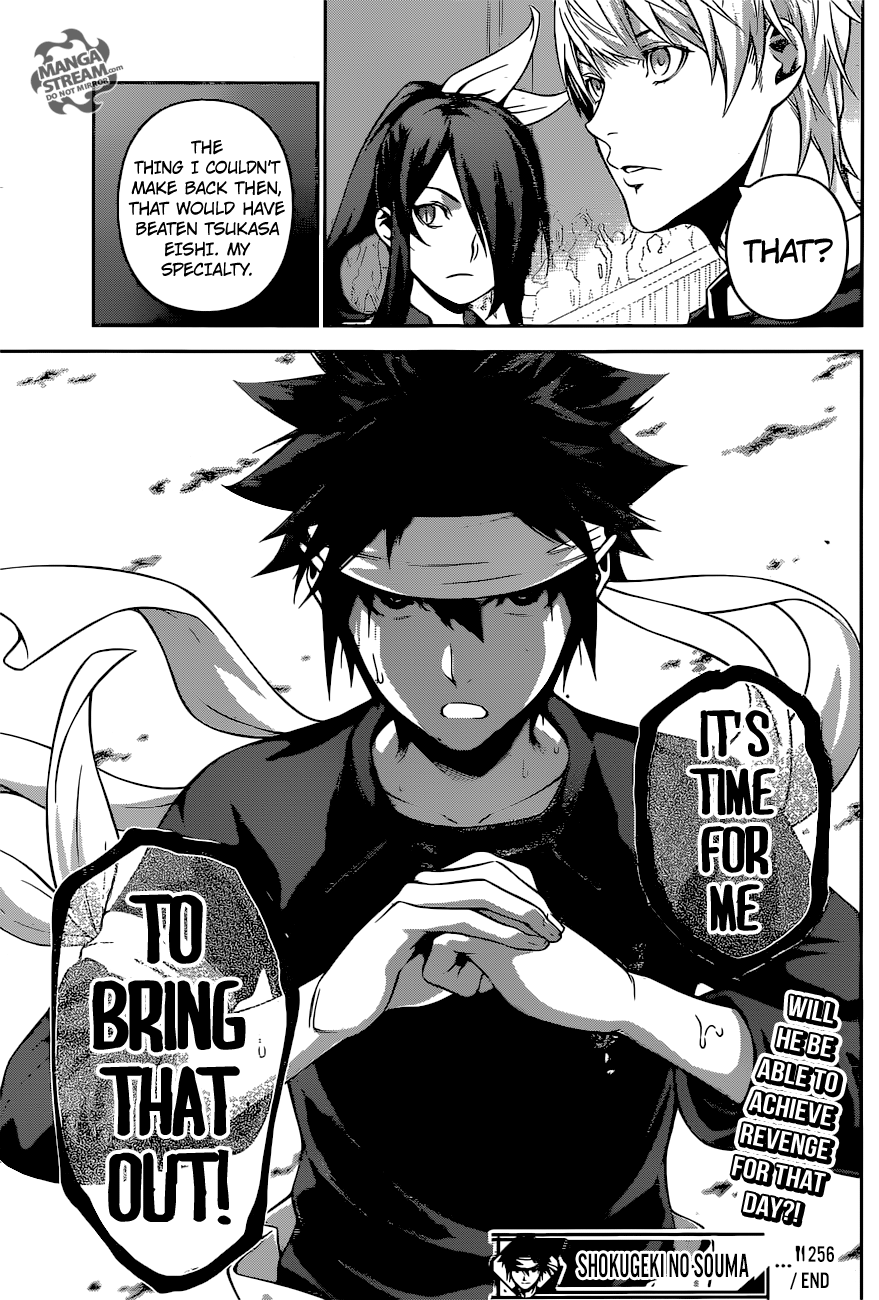 THAT?
THE
THING I COULDN'T
MAKE BACK THEN,
THAT WOULD HAVE
BEATEN TSUKASA
EISHI. MY
SPECIALTY.
IT'S
TIME
FOR
ME
TO
BRING
THAT
OUT!
WILL
HE BE
ABLE TO
ACHIEVE
REVENGE
FOR THAT
DAY?!
SHOKUGEKI NO SOUMA
... 256
/ END
MANGA
STREAM.com
DO NOT MIRROR